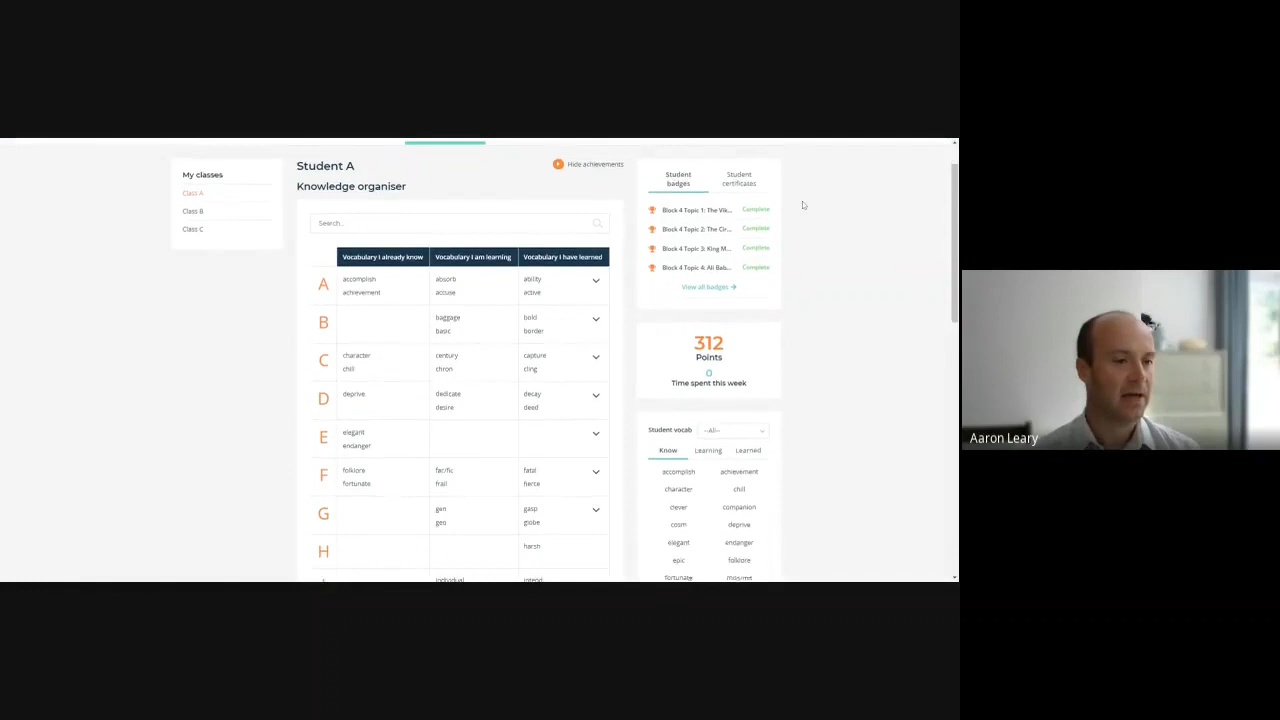 My classes
Class A
Class B
Class C
Student A
Hide achievements
Knowledge organiser
Search..
Vocabulary I already know Vocabulary I am learning Vocabulary I have learned
A
accomplish absorb ability
achievement accuse active
B
baggage bold
basic border
C
character century capture
chill chron cling
D
deprive dedicate decay
desire deed
E
elegant
endanger
F
folklore fac/fic fatal
fortunate frail fierce
G
gen gasp
geo globe
H
harsh
individual intend
Student badges
Student certificates
Block 4 Topic 1: The Vik... Complete
Block 4 Topic 2: The Cir... Complete
Block 4 Topic 3: King M... Complete
Block 4 Topic 4: Ali Bab... Complete
View all badges
312
Points
0
Time spent this week
Student vocab --All--
Know Learning Learned
accomplish achievement
character chill
clever companion
cosm deprive
elegant endanger
epic folklore
fortunate
Aaron Leary